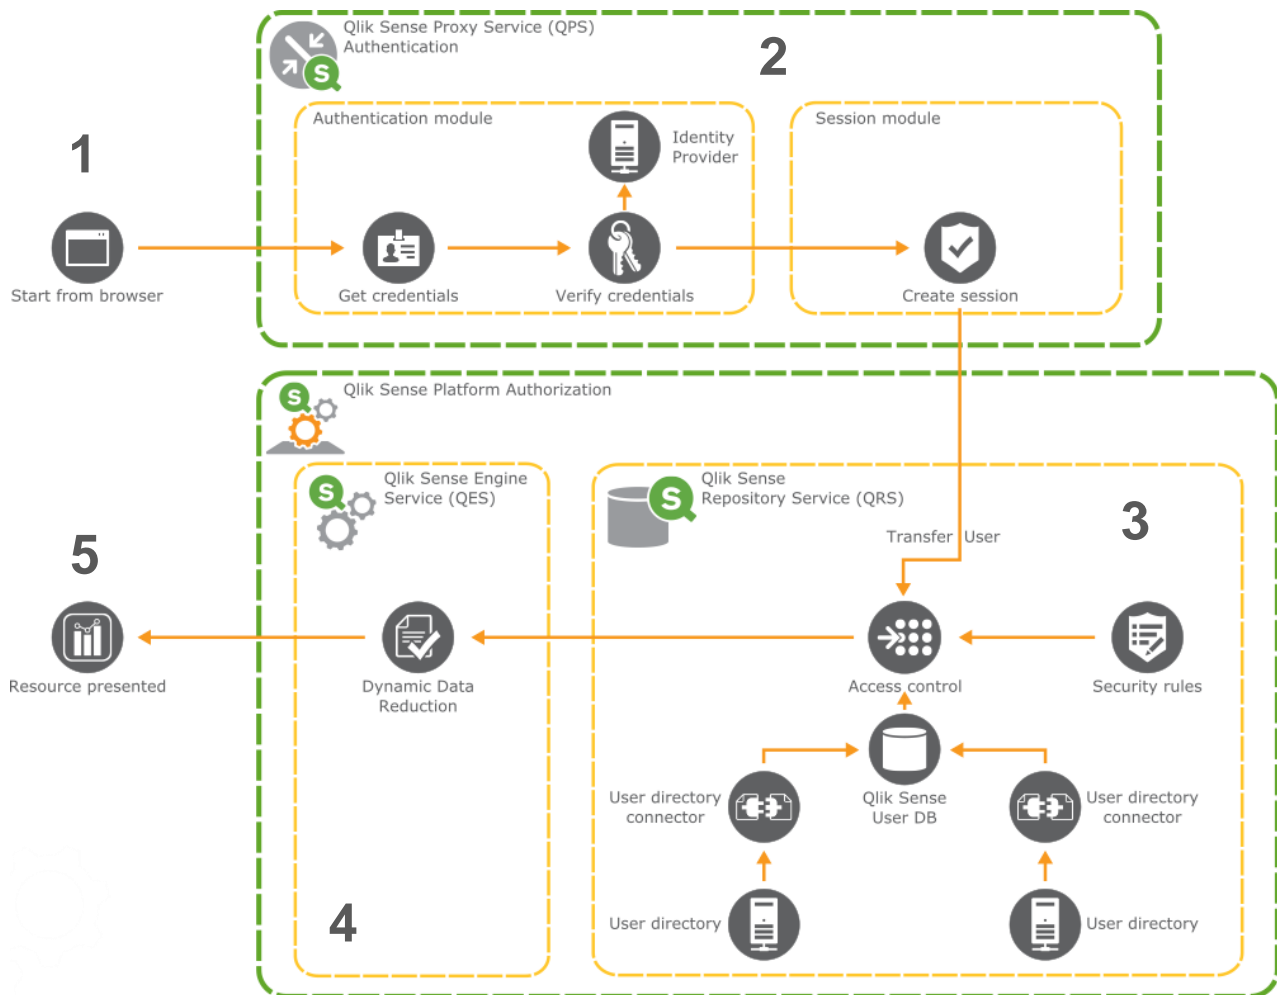 Qlik Sense Proxy Service (QPS)
Authentication
2
1
Authentication module
Session module
Identity
Provider
Start from browser
Get credentials
Verify credentials
Create session
S
Qlik Sense Platform Authorization
S
Qlik Sense Engine
Service (QES)
S
Qlik Sense
Repository Service (QRS)
S
3
Transfer User
5
Resource presented
Dynamic Data
Reduction
Access control
Security rules
User directory
connector
Qlik Sense
User DB
User directory
connector
4
User directory
User directory